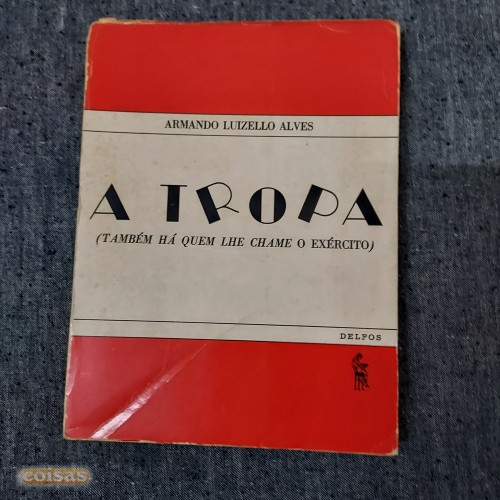 ARMANDO LUIZELLO ALVES
A TROPA
(TAMBÉM HÁ QUEM LHE CHAME O EXÉRCITO)
DELFOS
coisas